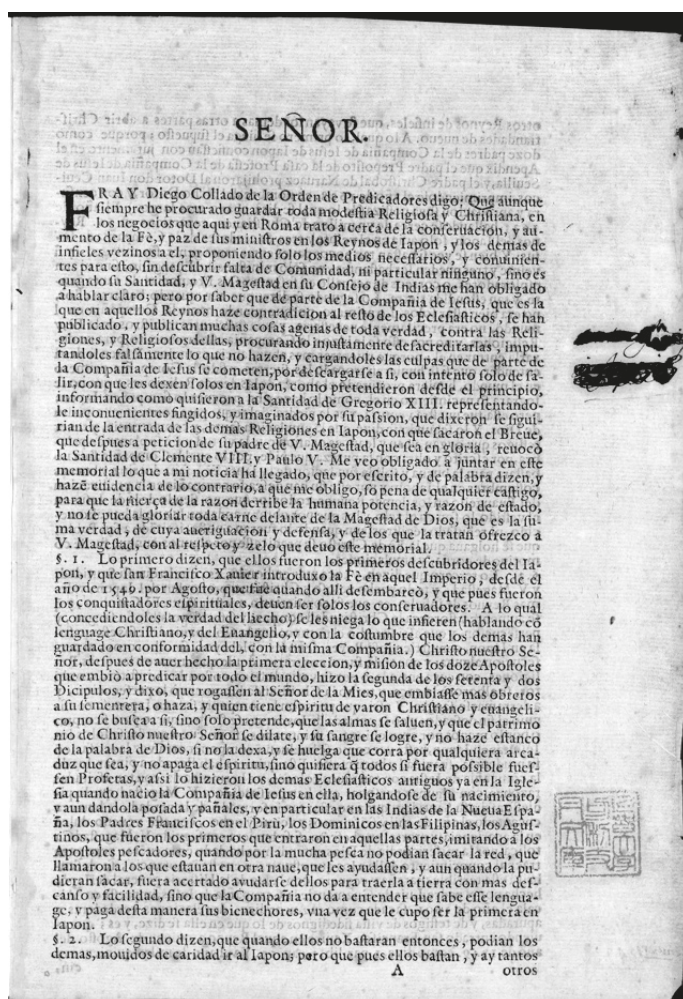 SEÑOR.
FRAY Diego Collado de la Orden de Predicadores digo; Que aunque
siempre he procurado guardar toda modestia Religiosa y Christiana, en
los negocios que aqui y en Roma trato a cerca de la conseruación, y au-
mento de la Fè, y paz de sus ministros en los Reynos de Iapon, y los demas de
infieles vezinos a el, proponiendo solo los medios necessarios, y conuinien-
tes para esto, sin descubrir falta de Comunidad, ni particular ninguno, sino es
quando su Santidad, y V. Magestad en su Consejo de Indias me han obligado
a hablar claro; pero por saber que de parte de la Compañia de Iesus, que es la
que en aquellos Reynos haze contradicion al resto de los Eclesiasticos, se han
publicado, y publican muchas cosas agenas de toda verdad, contra las Reli-
giones, y Religiosos dellas, procurando injustamente desacreditarlas, impu-
tandoles falsamente lo que no hazen, y cargandoles las culpas que de parte de
la Compañia de Iesus se cometen, por descargarse a si, con intento solo de sa-
lir, con que les dexen solos en Iapon, como pretendieron desde el principio,
informando como quisieron a la Santidad de Gregorio XIII. representando-
le inconuenientes fingidos, y imaginados por su passion, que dixeron se sigui-
rian de la entrada de las demas Religiones en Iapon, con que sacaron el Breue,
que despues a peticion de su padre de V. Magestad, que sea en gloria, reuocò
la Santidad de Clemente VIII. y Paulo V. Me veo obligado a juntar en este
memorial lo que a mi noticia ha llegado, que por escrito, y de palabra dizen, y
hazẽ euidencia de lo contrario, a que me obligo, so pena de qualquier castigo,
para que la fuerça de la razon derribe la humana potencia, y razon de estado,
y no se pueda gloriar toda carne delante de la Magestad de Dios, que es la su-
ma verdad, de cuya aueriguacion y defensa, y de los que la tratan ofrezco à
V. Magestad, con al respeto y zelo que deuo este memorial.
§. 1. Lo primero dizen, que ellos fueron los primeros descubridores del Ia-
pon, y que san Francisco Xauier introduxo la Fè en aquel Imperio, desde el
año de 1549. por Agosto, que fue quando alli desembarcò, y que pues fueron
los conquistadores espirituales, deuen ser solos los conseruadores. A lo qual
(concediendoles la verdad del hecho) se les niega lo que infieren (hablando cõ
lenguage Christiano, y del Euangelio, y con la costumbre que los demas han
guardado en conformidad del, con la misma Compañia.) Christo nuestro Se-
ñor, despues de auer hecho la primera eleccion, y mision de los doze Apostoles
que embiò a predicar por todo el mundo, hizo la segunda de los setenta y dos
Dicipulos, y dixo, que rogassen al Señor de la Mies, que embiasse mas obreros
a su sementera, o haza, y quien tiene espiritu de varon Christiano y euangeli-
co, no se busca a si, sino solo pretende, que las almas se saluen, y que el patrimo
nio de Christo nuestro Señor se dilate, y su sangre se logre, y no haze estanco
de la palabra de Dios, si no la dexa, y se huelga que corra por qualquiera arca-
duz que sea, y no apaga el espiritu, sino quisiera q̃ todos si fuera possible fues-
sen Profetas, y assi lo hizieron los demas Eclesiasticos antiguos ya en la Igle-
sia quando nacio la Compañia de Iesus en ella, holgandose de su nacimiento,
y aun dandola posada y pañales, y en particular en las Indias de la Nueua Espa-
ña, los Padres Franciscos en el Pirù, los Dominicos en las Filipinas, los Agus-
tinos, que fueron los primeros que entraron en aquellas partes, imitando a los
Apostoles pescadores, quando por la mucha pesca no podian sacar la red, que
llamaron a los que estauan en otra naue, que les ayudassen, y aun quando la pu-
dieran sacar, fuera acertado ayudarse dellos para traerla a tierra con mas des-
canso y facilidad, sino que la Compañia no da a entender que sabe esse lengua-
ge, y paga desta manera sus bienechores, vna vez que le cupo ser la primera en
Iapon.
§. 2. Lo segundo dizen, que quando ellos no bastaran entonces, podian los
demas, mouidos de caridad ir al Iapon; pero que pues ellos bastan, y ay tantos
A otros